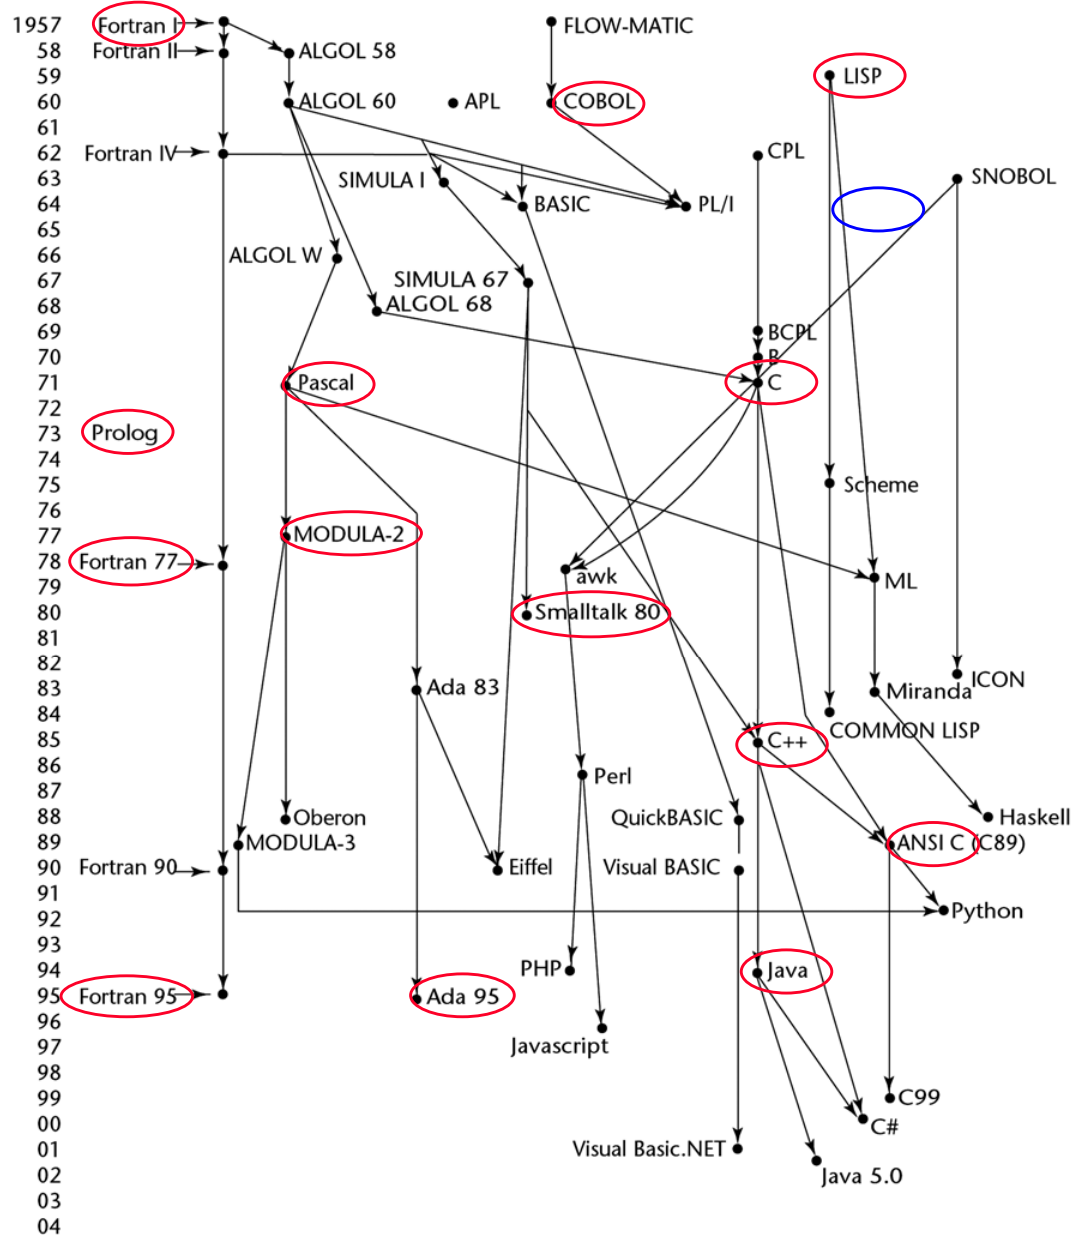 1957 Fortran I FLOW-MATIC
58 Fortran II ALGOL 58
59 LISP
60 ALGOL 60 APL COBOL
61
62 Fortran IV CPL
63 SIMULA I SNOBOL
64 BASIC PL/I
65
66 ALGOL W
67 SIMULA 67
68 ALGOL 68
69 BCPL
70 B
71 Pascal C
72
73 Prolog
74
75 Scheme
76
77 MODULA-2
78 Fortran 77
79 awk ML
80 Smalltalk 80
81
82
83 Ada 83 Miranda ICON
84 COMMON LISP
85 C++
86 Perl
87
88 Oberon QuickBASIC Haskell
89 MODULA-3 ANSI C (C89)
90 Fortran 90 Eiffel Visual BASIC
91
92 Python
93
94 PHP Java
95 Fortran 95 Ada 95
96
97 Javascript
98
99 C99
00 C#
01 Visual Basic.NET
02 Java 5.0
03
04